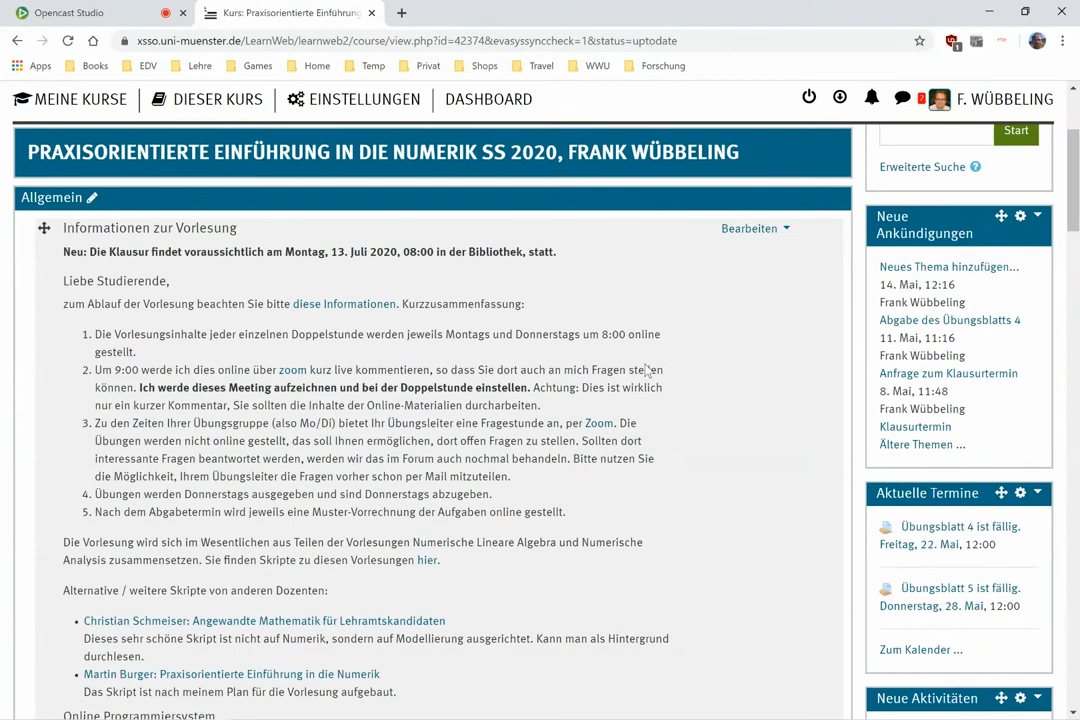 Opencast Studio
Kurs: Praxisorientierte Einführung
xsso.uni-muenster.de/LearnWeb/learnweb2/course/view.php?id=42374&evasyssynccheck=1&status=uptodate
Apps Books EDV Lehre Games Home Temp Privat Shops Travel WWU Forschung
MEINE KURSE DIESER KURS EINSTELLUNGEN DASHBOARD F. WÜBBELING
PRAXISORIENTIERTE EINFÜHRUNG IN DIE NUMERIK SS 2020, FRANK WÜBBELING
Allgemein
Informationen zur Vorlesung
Bearbeiten
Neu: Die Klausur findet voraussichtlich am Montag, 13. Juli 2020, 08:00 in der Bibliothek, statt.
Liebe Studierende,
zum Ablauf der Vorlesung beachten Sie bitte diese Informationen. Kurzzusammenfassung:
1. Die Vorlesungsinhalte jeder einzelnen Doppelstunde werden jeweils Montags und Donnerstags um 8:00 online
gestellt.
2. Um 9:00 werde ich dies online über zoom kurz live kommentieren, so dass Sie dort auch an mich Fragen stellen
können. Ich werde dieses Meeting aufzeichnen und bei der Doppelstunde einstellen. Achtung: Dies ist wirklich
nur ein kurzer Kommentar, Sie sollten die Inhalte der Online-Materialien durcharbeiten.
3. Zu den Zeiten Ihrer Übungsgruppe (also Mo/Di) bietet Ihr Übungsleiter eine Fragestunde an, per Zoom. Die
Übungen werden nicht online gestellt, das soll Ihnen ermöglichen, dort offen Fragen zu stellen. Sollten dort
interessante Fragen beantwortet werden, werden wir das im Forum auch nochmal behandeln. Bitte nutzen Sie
die Möglichkeit, Ihrem Übungsleiter die Fragen vorher schon per Mail mitzuteilen.
4. Übungen werden Donnerstags ausgegeben und sind Donnerstags abzugeben.
5. Nach dem Abgabetermin wird jeweils eine Muster-Vorrechnung der Aufgaben online gestellt.
Die Vorlesung wird sich im Wesentlichen aus Teilen der Vorlesungen Numerische Lineare Algebra und Numerische
Analysis zusammensetzen. Sie finden Skripte zu diesen Vorlesungen hier.
Alternative / weitere Skripte von anderen Dozenten:
• Christian Schmeiser: Angewandte Mathematik für Lehramtskandidaten
Dieses sehr schöne Skript ist nicht auf Numerik, sondern auf Modellierung ausgerichtet. Kann man als Hintergrund
durchlesen.
• Martin Burger: Praxisorientierte Einführung in die Numerik
Das Skript ist nach meinem Plan für die Vorlesung aufgebaut.
Online Programmiersystem
Start
Erweiterte Suche
Neue
Ankündigungen
Neues Thema hinzufügen...
14. Mai, 12:16
Frank Wübbeling
Abgabe des Übungsblatts 4
11. Mai, 11:16
Frank Wübbeling
Anfrage zum Klausurtermin
8. Mai, 11:48
Frank Wübbeling
Klausurtermin
Ältere Themen ...
Aktuelle Termine
Übungsblatt 4 ist fällig.
Freitag, 22. Mai, 12:00
Übungsblatt 5 ist fällig.
Donnerstag, 28. Mai, 12:00
Zum Kalender ...
Neue Aktivitäten